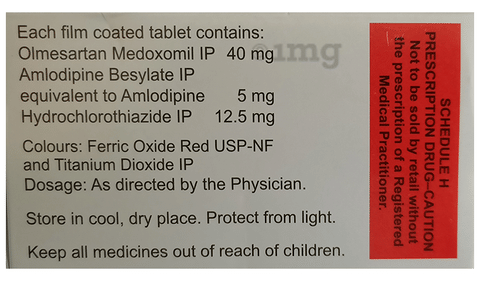 Each film coated tablet contains:
Olmesartan Medoxomil IP 40 mg
Amlodipine Besylate IP
equivalent to Amlodipine 5 mg
Hydrochlorothiazide IP 12.5 mg
Colours: Ferric Oxide Red USP-NF
and Titanium Dioxide IP
Dosage: As directed by the Physician.
Store in cool, dry place. Protect from light.
Keep all medicines out of reach of children.
SCHEDULE H
PRESCRIPTION DRUG–CAUTION
Not to be sold by retail without
the prescription of a Registered
Medical Practitioner.